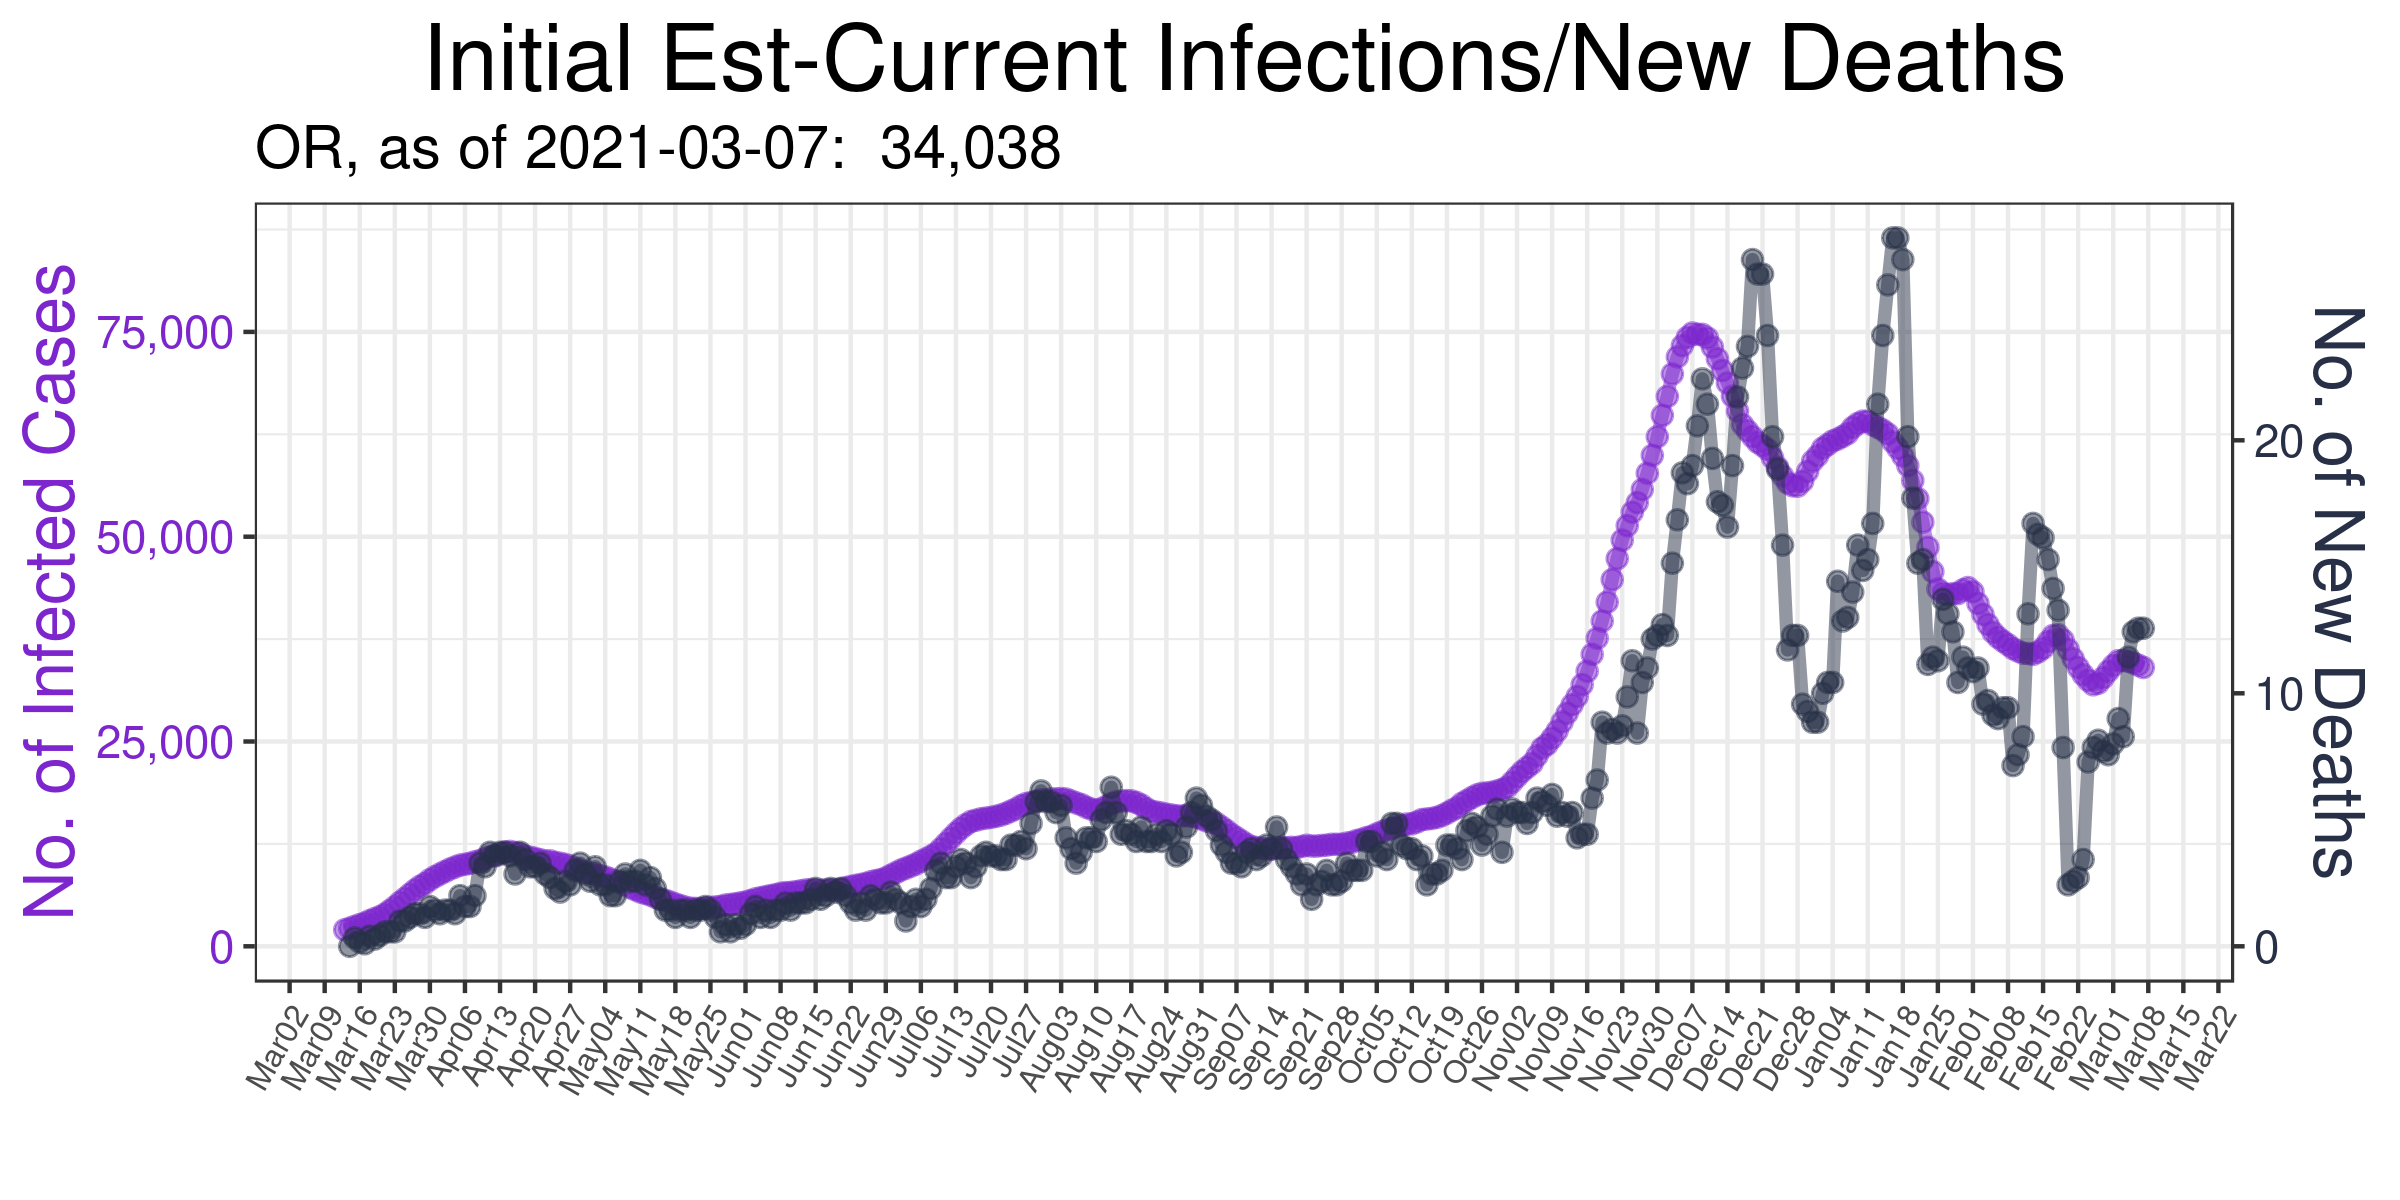 Initial Est-Current Infections/New Deaths
OR, as of 2021-03-07:  34,038
No. of Infected Cases
75,000
50,000
25,000
0
No. of New Deaths
20
10
0
Mar02
Mar09
Mar16
Mar23
Mar30
Apr06
Apr13
Apr20
Apr27
May04
May11
May18
May25
Jun01
Jun08
Jun15
Jun22
Jun29
Jul06
Jul13
Jul20
Jul27
Aug03
Aug10
Aug17
Aug24
Aug31
Sep07
Sep14
Sep21
Sep28
Oct05
Oct12
Oct19
Oct26
Nov02
Nov09
Nov16
Nov23
Nov30
Dec07
Dec14
Dec21
Dec28
Jan04
Jan11
Jan18
Jan25
Feb01
Feb08
Feb15
Feb22
Mar01
Mar08
Mar15
Mar22